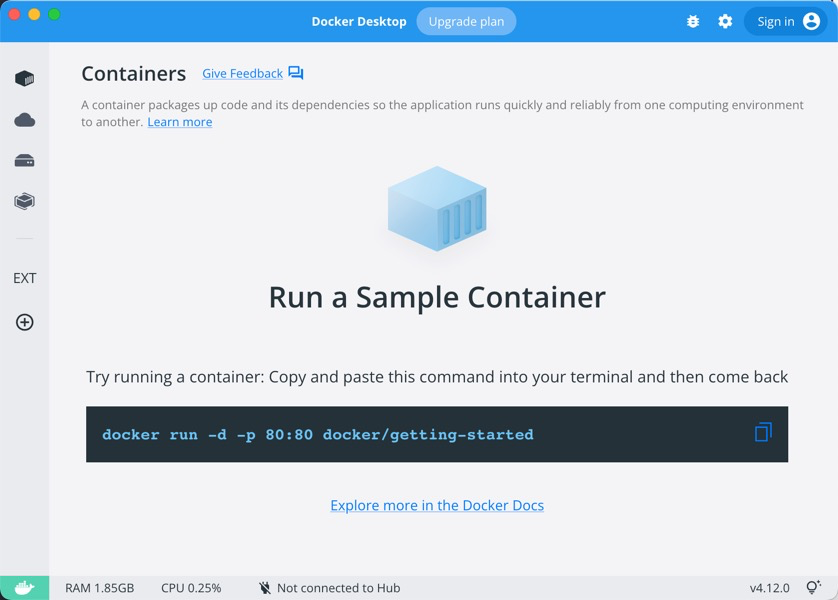 Docker Desktop
Upgrade plan
Sign in
Containers
Give Feedback
A container packages up code and its dependencies so the application runs quickly and reliably from one computing environment
to another. Learn more
EXT
Run a Sample Container
Try running a container: Copy and paste this command into your terminal and then come back
docker run -d -p 80:80 docker/getting-started
Explore more in the Docker Docs
RAM 1.85GB
CPU 0.25%
Not connected to Hub
v4.12.0